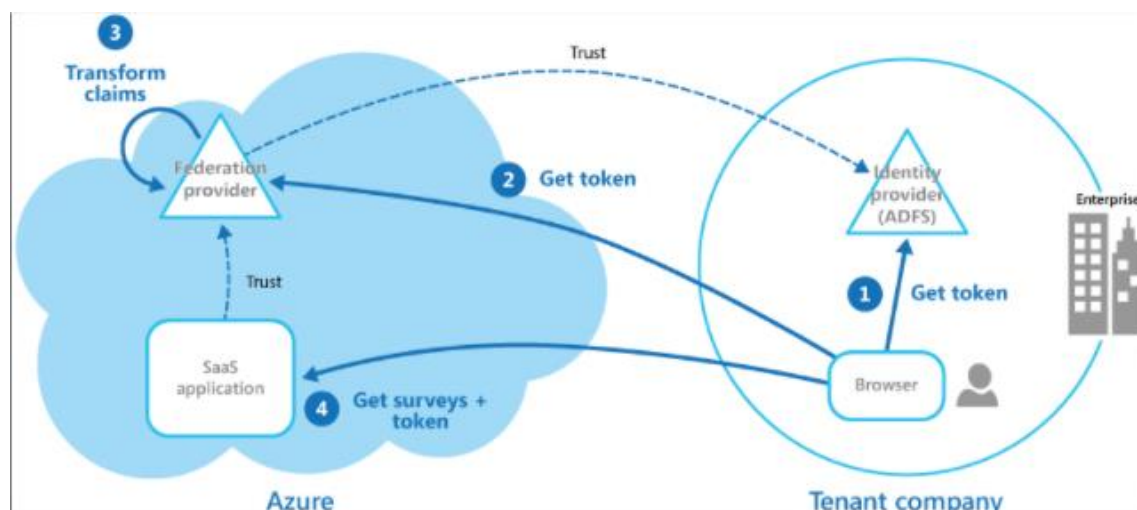 3
Transform
claims
Trust
Federation
provider
2 Get token
Identity
provider
(ADFS)
Enterprise
Trust
1 Get token
SaaS
application
Browser
4 Get surveys +
token
Azure
Tenant company